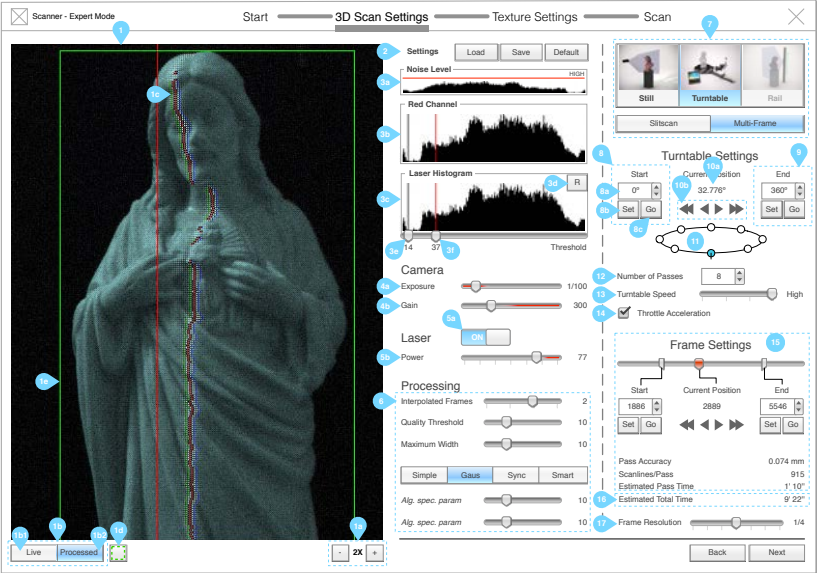 Scanner - Expert Mode
Start 3D Scan Settings Texture Settings Scan
1
1c
1e
1b1
1b
1b2
1d
1a
Live Processed
- 2X +
2 Settings Load Save Default
Noise Level
HIGH
3a
Red Channel
3b
Laser Histogram
3d R
3c
3e 14 37 3f Threshold
Camera
4a Exposure 1/100
4b Gain 300
5a
Laser ON
5b Power 77
Processing
6 Interpolated Frames 2
Quality Threshold 10
Maximum Width 10
Simple Gaus Sync Smart
Alg. spec. param 10
Alg. spec. param 10
7
Still Turntable Rail
Slitscan Multi-Frame
Turntable Settings
8 9
10a
Start Current Position End
8a 0° 32.776° 360°
10b
8b Set Go Set Go
8c
11
12 Number of Passes 8
13 Turntable Speed High
14 Throttle Acceleration
Frame Settings 15
Start Current Position End
1886 2889 5546
Set Go Set Go
Pass Accuracy 0.074 mm
Scanlines/Pass 915
Estimated Pass Time 1' 10"
16 Estimated Total Time 9' 22"
17 Frame Resolution 1/4
Back Next